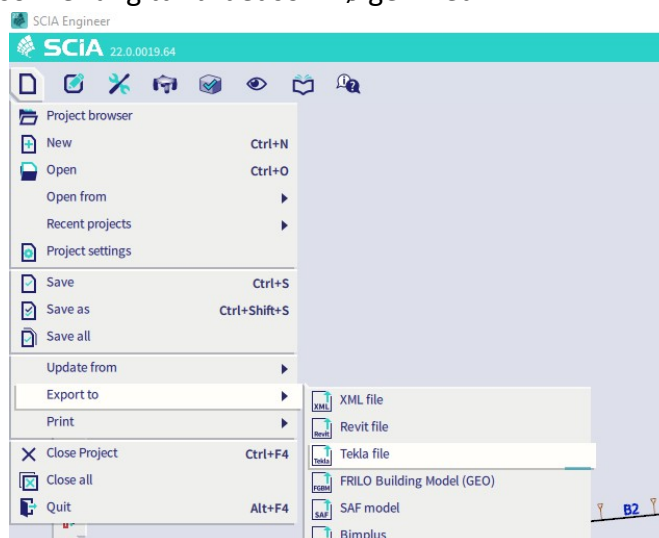 SCIA Engineer
SCiA 22.0.0019.64
Project browser
New Ctrl+N
Open Ctrl+O
Open from
Recent projects
Project settings
Save Ctrl+S
Save as Ctrl+Shift+S
Save all
Update from
Export to
Print
Close Project Ctrl+F4
Close all
Quit Alt+F4
XML XML file
Revit Revit file
Tekla Tekla file
FGBM FRILO Building Model (GEO)
SAF SAF model
Bimplus
B2